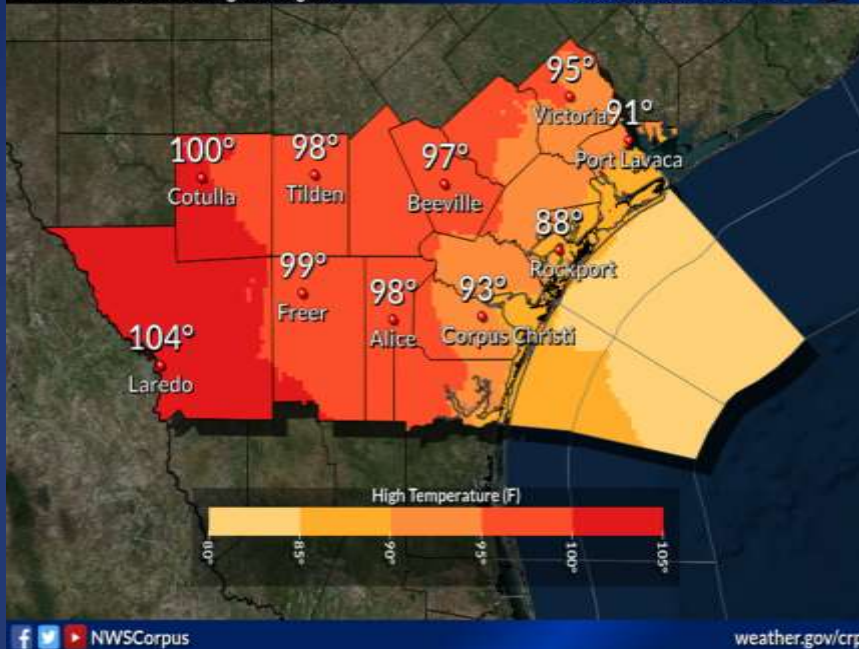 95°
Victoria
91°
Port Lavaca
100°
Cotulla
98°
Tilden
97°
Beeville
88°
Rockport
99°
Freer
98°
Alice
93°
Corpus Christi
104°
Laredo
High Temperature (F)
80° 85° 90° 95° 100° 105°
NWSCorpus
weather.gov/crp